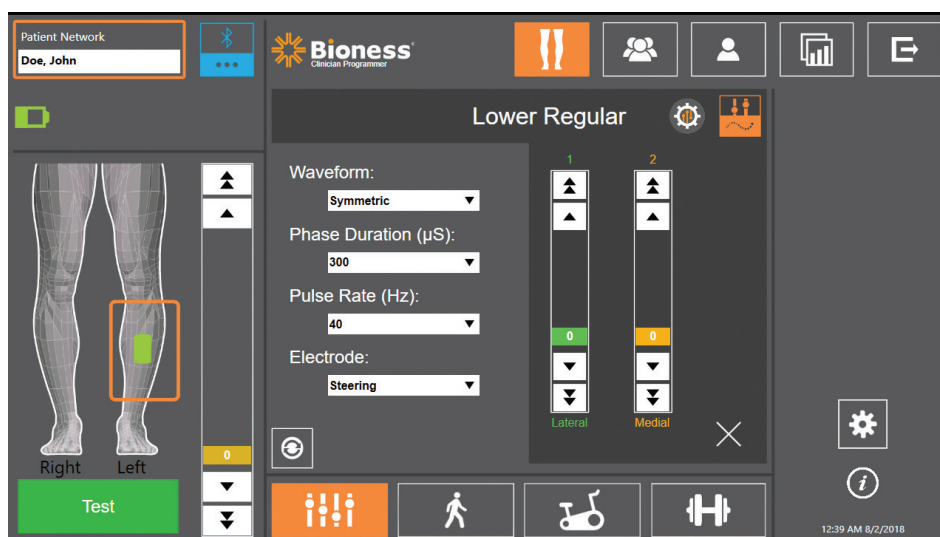 Patient Network
Doe, John
Bioness
Clinician Programmer
Lower Regular
Waveform:
Symmetric
Phase Duration (µS):
300
Pulse Rate (Hz):
40
Electrode:
Steering
1
2
0
0
Lateral
Medial
Right
Left
0
Test
i
12:39 AM 8/2/2018